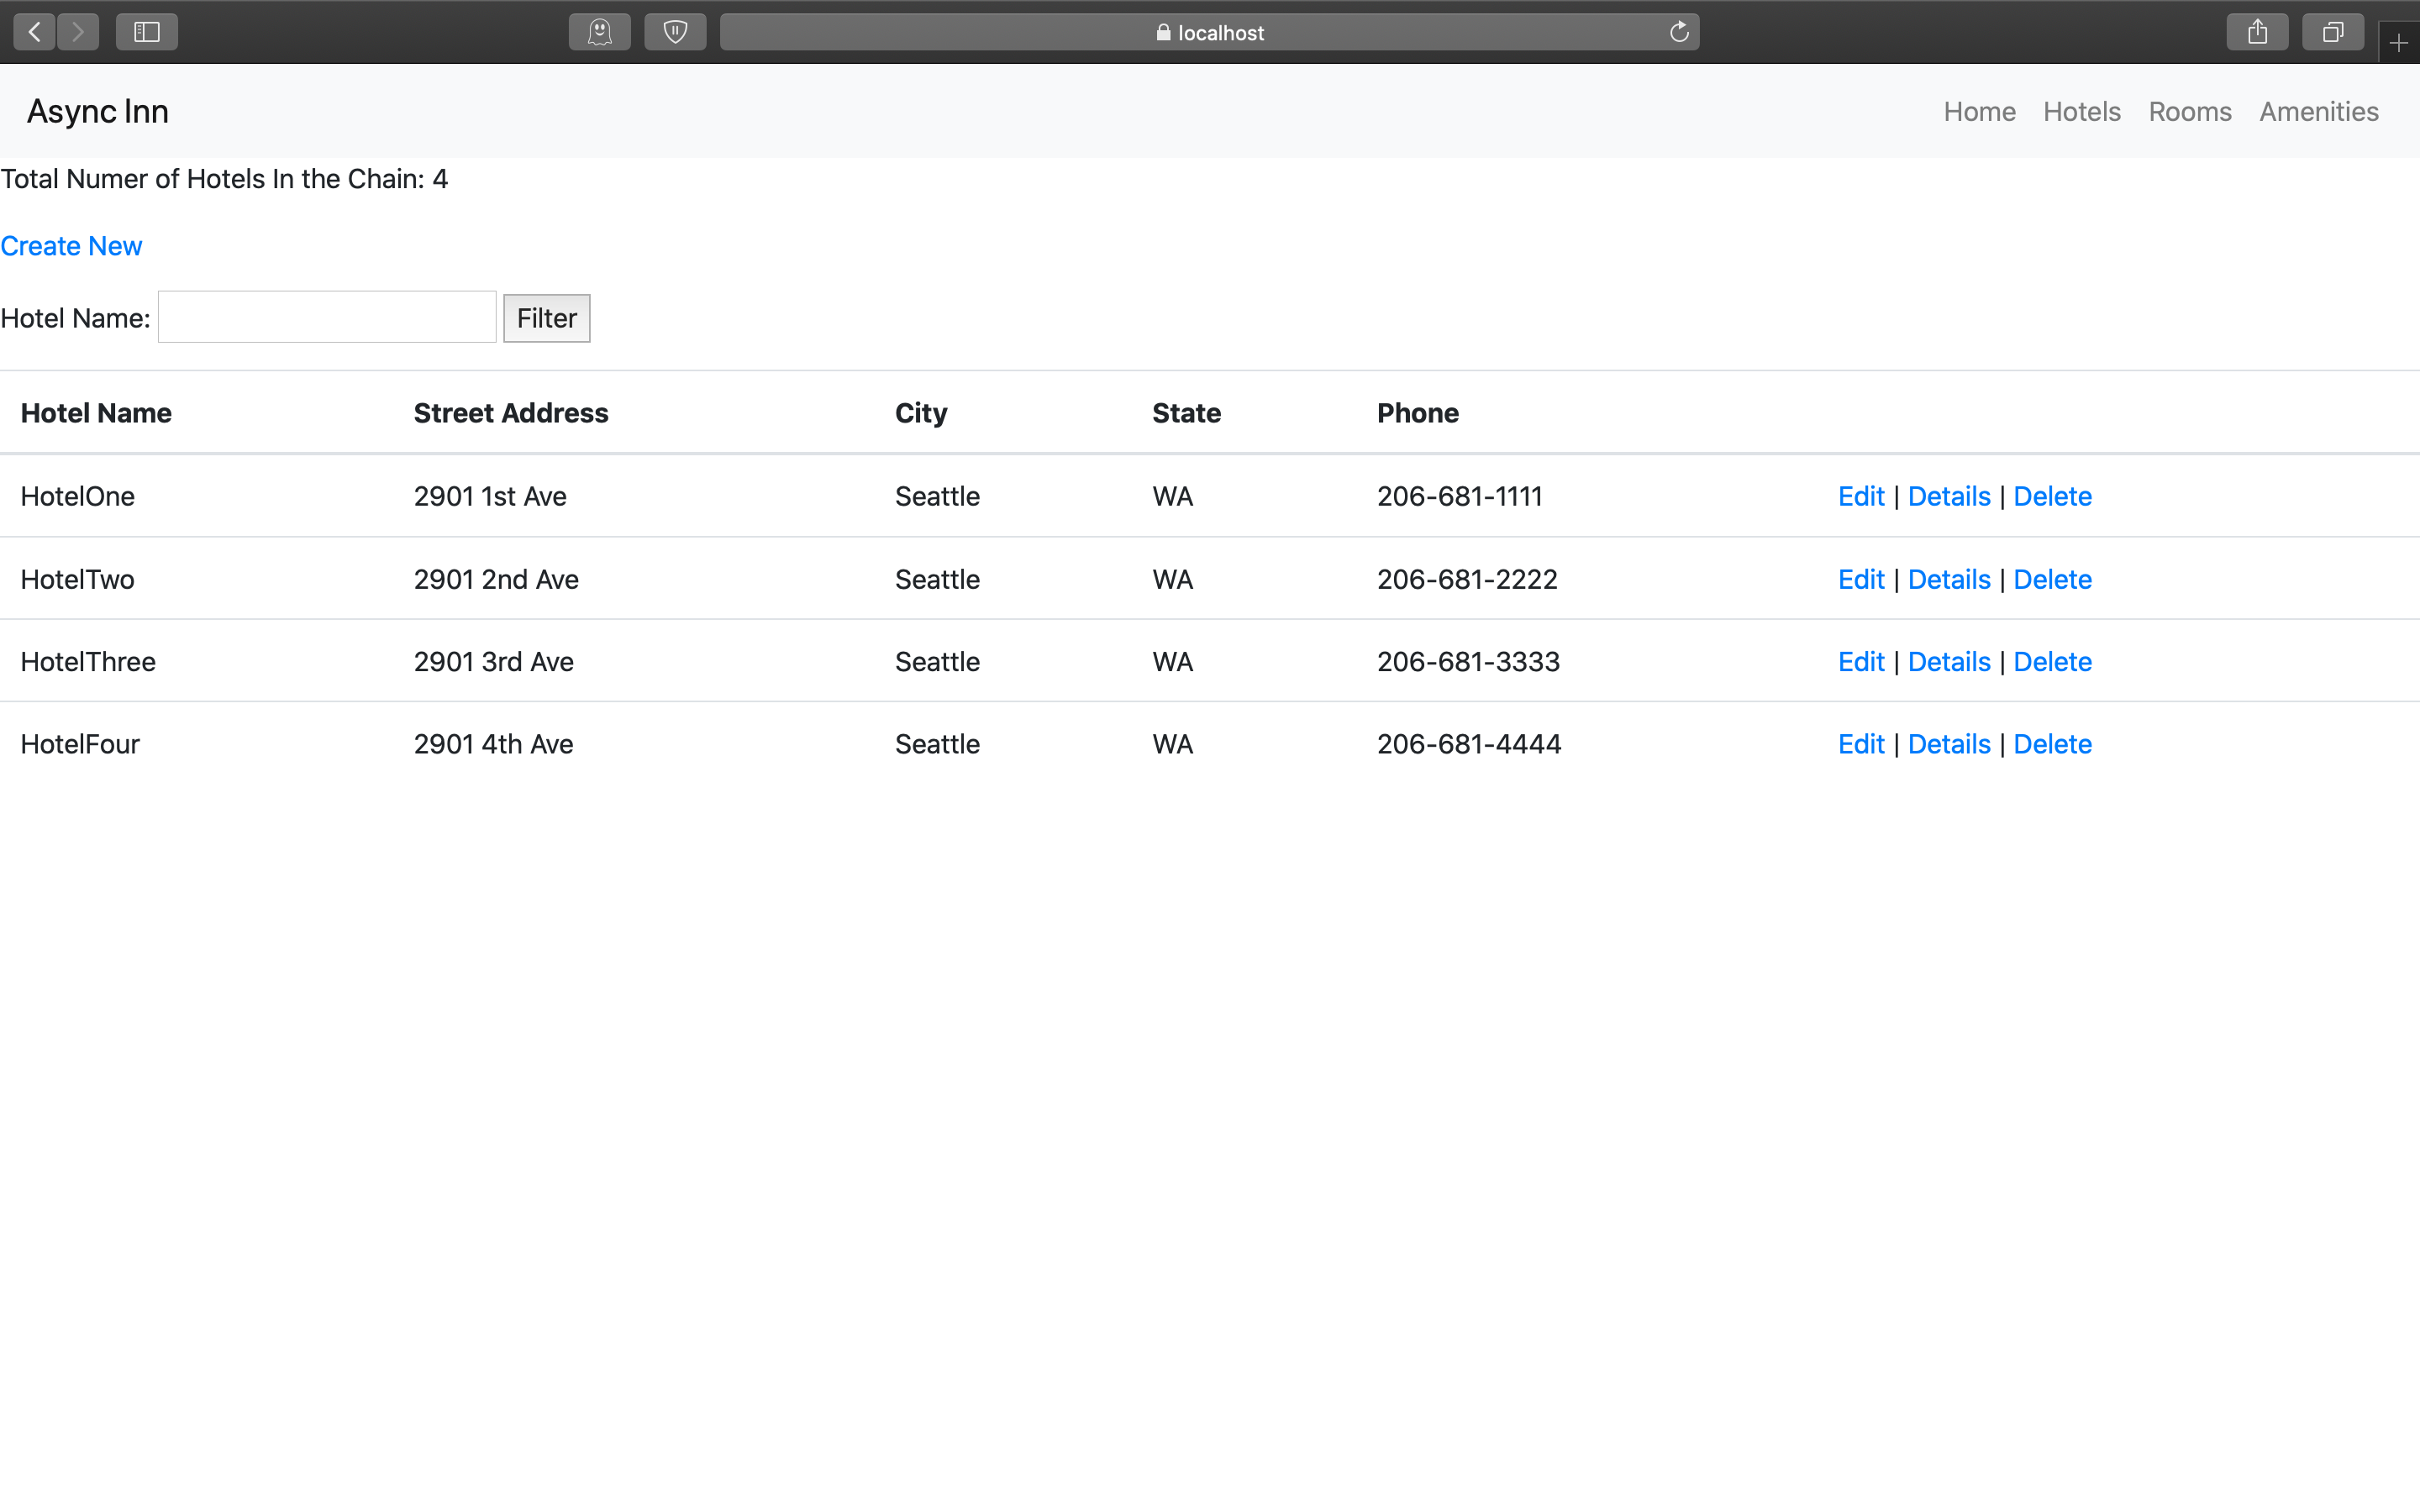 localhost
Async Inn Home Hotels Rooms Amenities
Total Numer of Hotels In the Chain: 4
Create New
Hotel Name: Filter
Hotel Name Street Address City State Phone
HotelOne 2901 1st Ave Seattle WA 206-681-1111 Edit | Details | Delete
HotelTwo 2901 2nd Ave Seattle WA 206-681-2222 Edit | Details | Delete
HotelThree 2901 3rd Ave Seattle WA 206-681-3333 Edit | Details | Delete
HotelFour 2901 4th Ave Seattle WA 206-681-4444 Edit | Details | Delete